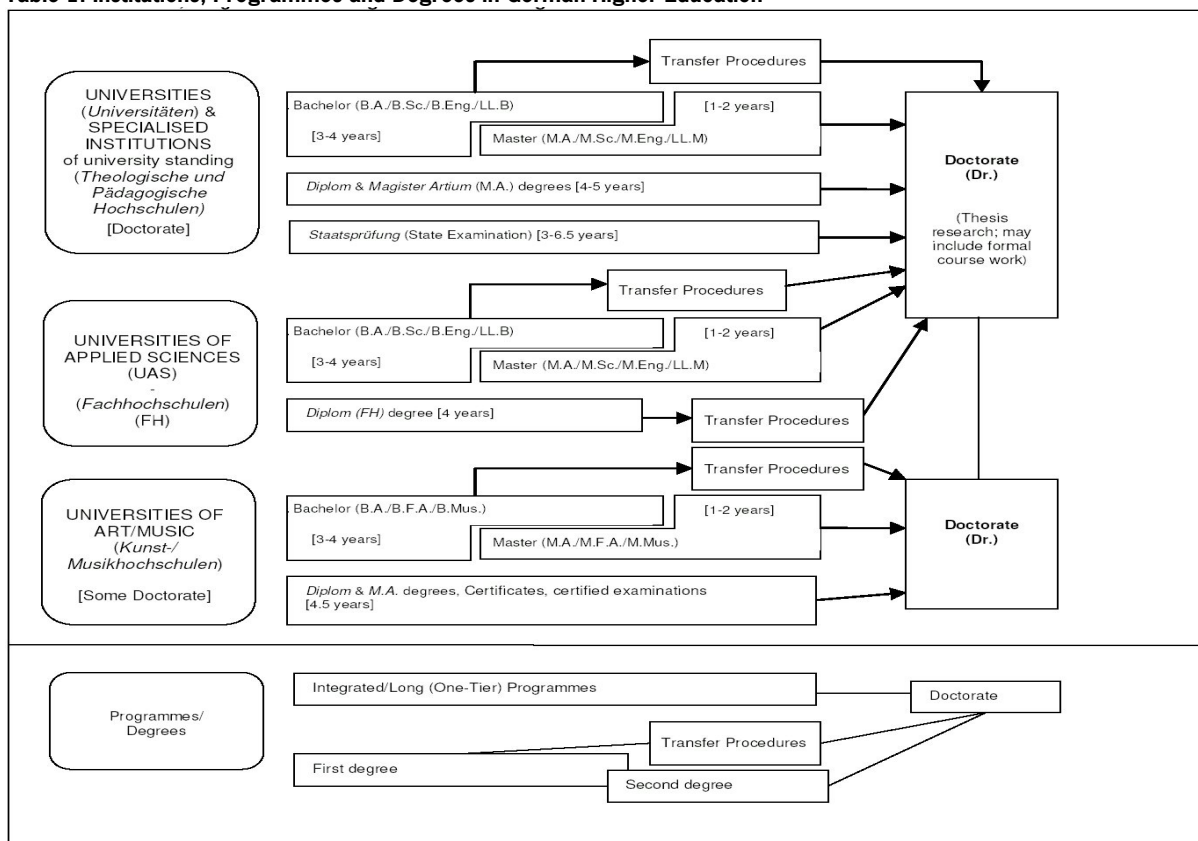 Table 1: Institutions, Programmes and Degrees in German Higher Education
Transfer Procedures
UNIVERSITIES
(Universitäten) &
SPECIALISED
INSTITUTIONS
of university standing
(Theologische und
Pädagogische
Hochschulen)
[Doctorate]
. Bachelor (B.A./B.Sc./B.Eng./LL.B)
[3-4 years]
[1-2 years]
Master (M.A./M.Sc./M.Eng./LL.M)
Diplom & Magister Artium (M.A.) degrees [4-5 years]
Staatsprüfung (State Examination) [3-6.5 years]
Doctorate
(Dr.)
(Thesis
research; may
include formal
course work)
Transfer Procedures
UNIVERSITIES OF
APPLIED SCIENCES
(UAS)
-
(Fachhochschulen)
(FH)
. Bachelor (B.A./B.Sc./B.Eng./LL.B)
[3-4 years]
[1-2 years]
Master (M.A./M.Sc./M.Eng./LL.M)
Diplom (FH) degree [4 years]
Transfer Procedures
Transfer Procedures
UNIVERSITIES OF
ART/MUSIC
(Kunst-/
Musikhochschulen)
[Some Doctorate]
. Bachelor (B.A./B.F.A./B.Mus.)
[3-4 years]
[1-2 years]
Master (M.A./M.F.A./M.Mus.)
Diplom & M.A. degrees, Certificates, certified examinations
[4.5 years]
Doctorate
(Dr.)
Programmes/
Degrees
Integrated/Long (One-Tier) Programmes
Doctorate
Transfer Procedures
First degree
Second degree